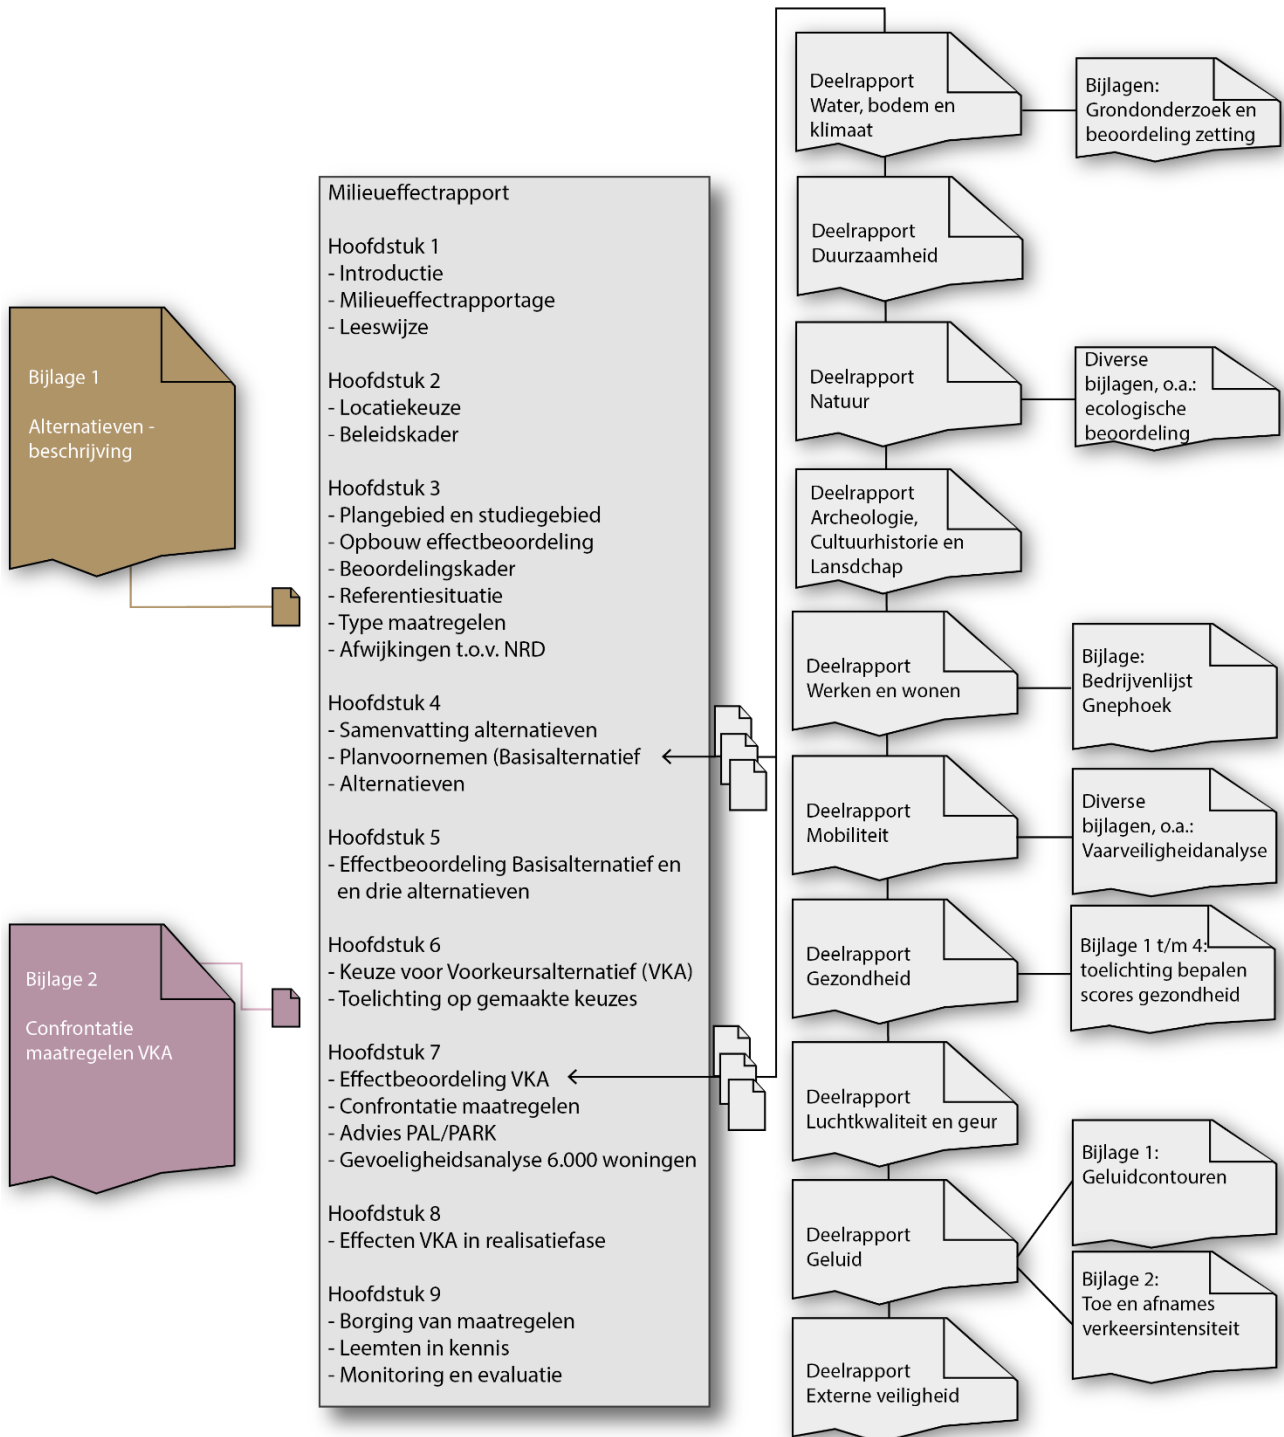 Bijlage 1
Alternatieven -
beschrijving
Bijlage 2
Confrontatie
maatregelen VKA
Milieueffectrapport
Hoofdstuk 1
- Introductie
- Milieueffectrapportage
- Leeswijze
Hoofdstuk 2
- Locatiekeuze
- Beleidskader
Hoofdstuk 3
- Plangebied en studiegebied
- Opbouw effectbeoordeling
- Beoordelingskader
- Referentiesituatie
- Type maatregelen
- Afwijkingen t.o.v. NRD
Hoofdstuk 4
- Samenvatting alternatieven
- Planvoornemen (Basisalternatief
- Alternatieven
Hoofdstuk 5
- Effectbeoordeling Basisalternatief en
en drie alternatieven
Hoofdstuk 6
- Keuze voor Voorkeursalternatief (VKA)
- Toelichting op gemaakte keuzes
Hoofdstuk 7
- Effectbeoordeling VKA
- Confrontatie maatregelen
- Advies PAL/PARK
- Gevoeligheidsanalyse 6.000 woningen
Hoofdstuk 8
- Effecten VKA in realisatiefase
Hoofdstuk 9
- Borging van maatregelen
- Leemten in kennis
- Monitoring en evaluatie
Deelrapport
Water, bodem en
klimaat
Bijlagen:
Grondonderzoek en
beoordeling zetting
Deelrapport
Duurzaamheid
Deelrapport
Natuur
Diverse
bijlagen, o.a.:
ecologische
beoordeling
Deelrapport
Archeologie,
Cultuurhistorie en
Lansdchap
Deelrapport
Werken en wonen
Bijlage:
Bedrijvenlijst
Gnephoek
Deelrapport
Mobiliteit
Diverse
bijlagen, o.a.:
Vaarveiligheidanalyse
Deelrapport
Gezondheid
Bijlage 1 t/m 4:
toelichting bepalen
scores gezondheid
Deelrapport
Luchtkwaliteit en geur
Deelrapport
Geluid
Bijlage 1:
Geluidcontouren
Bijlage 2:
Toe en afnames
verkeersintensiteit
Deelrapport
Externe veiligheid